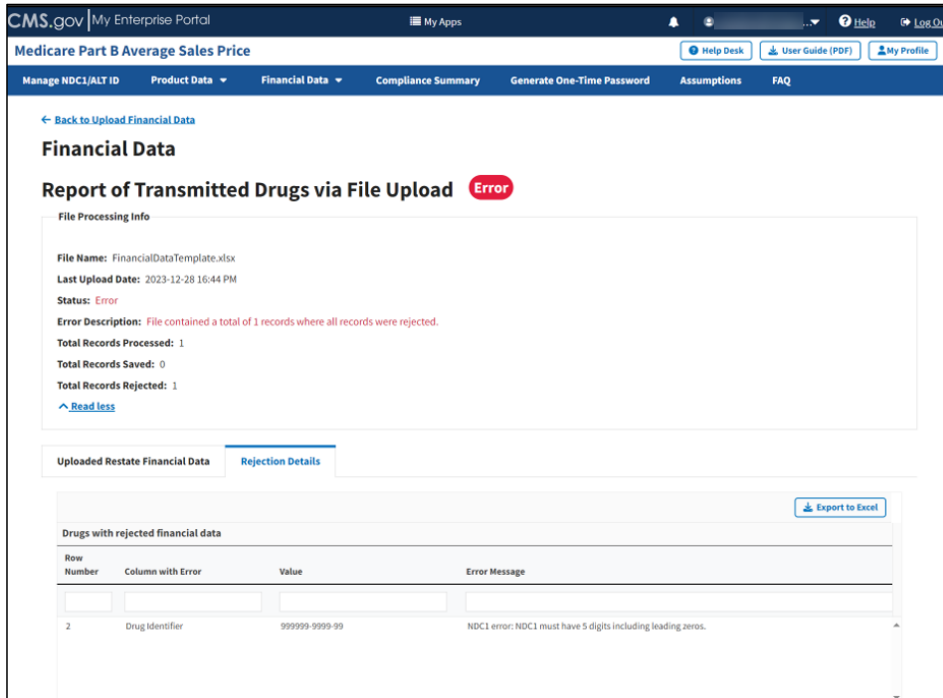 CMS.gov My Enterprise Portal My Apps ...▾ Help Log Ou
Medicare Part B Average Sales Price Help Desk User Guide (PDF) My Profile
Manage NDC1/ALT ID Product Data Financial Data Compliance Summary Generate One-Time Password Assumptions FAQ
← Back to Upload Financial Data
Financial Data
Report of Transmitted Drugs via File Upload Error
File Processing Info
File Name: FinancialDataTemplate.xlsx
Last Upload Date: 2023-12-28 16:44 PM
Status: Error
Error Description: File contained a total of 1 records where all records were rejected.
Total Records Processed: 1
Total Records Saved: 0
Total Records Rejected: 1
Read less
Uploaded Restate Financial Data Rejection Details
Export to Excel
Drugs with rejected financial data
Row Number Column with Error Value Error Message
2 Drug Identifier 999999-9999-99 NDC1 error: NDC1 must have 5 digits including leading zeros.